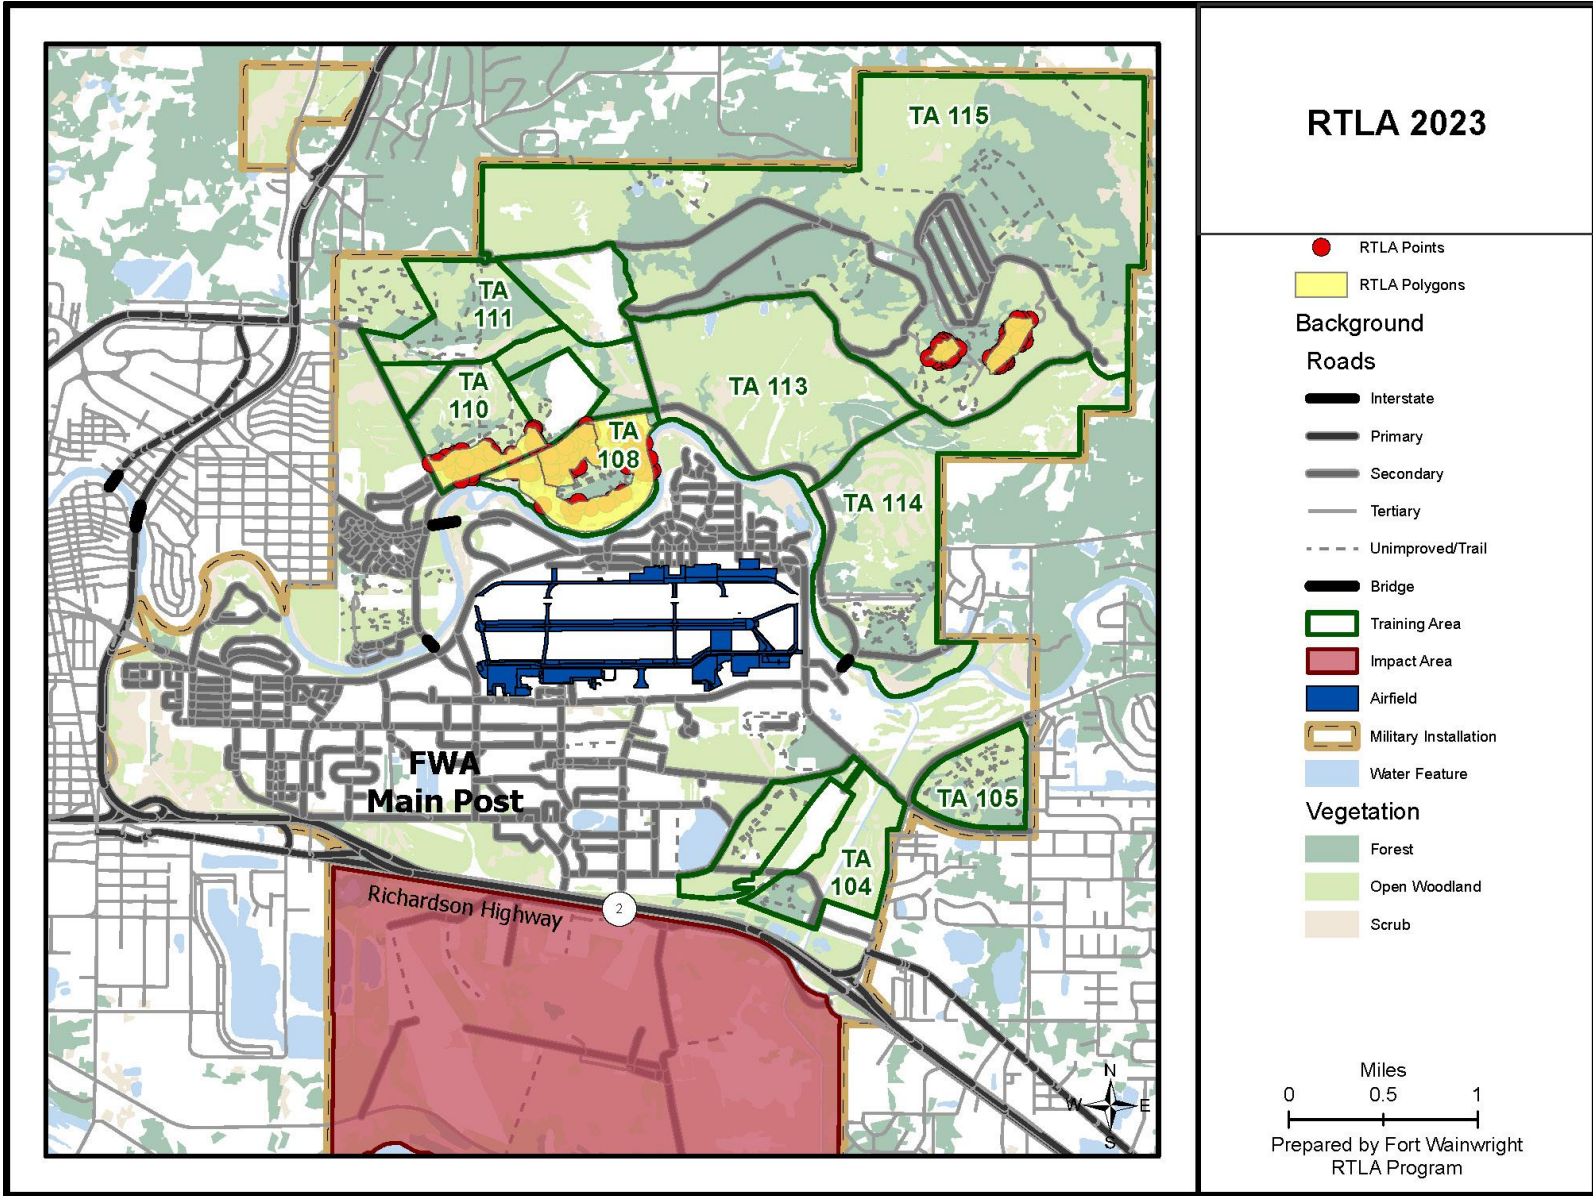 RTLA 2023
TA 115
TA
111
TA
110
TA 113
TA
108
TA 114
FWA
Main Post
TA 105
TA
104
Richardson Highway
2
N
W
E
S
RTLA Points
RTLA Polygons
Background
Roads
Interstate
Primary
Secondary
Tertiary
Unimproved/Trail
Bridge
Training Area
Impact Area
Airfield
Military Installation
Water Feature
Vegetation
Forest
Open Woodland
Scrub
Miles
0 0.5 1
Prepared by Fort Wainwright
RTLA Program